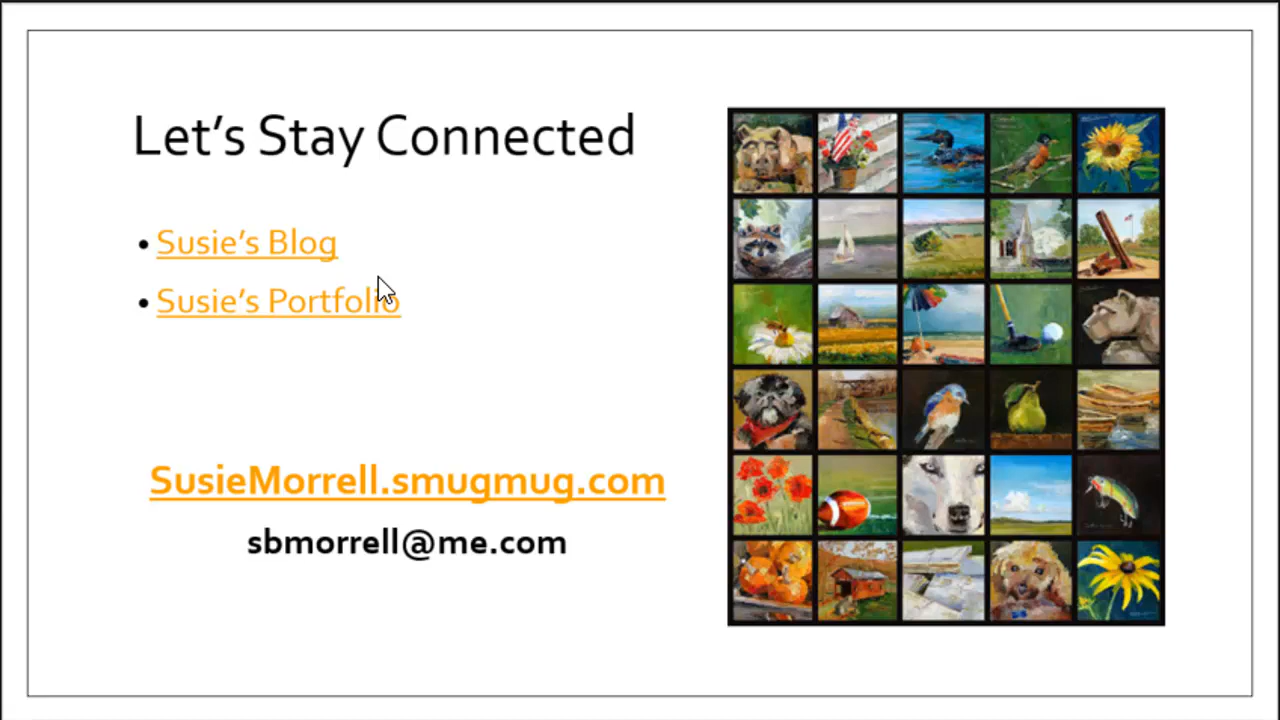 Let's Stay Connected
• Susie's Blog
• Susie's Portfolio
SusieMorrell.smugmug.com
sbmorrell@me.com